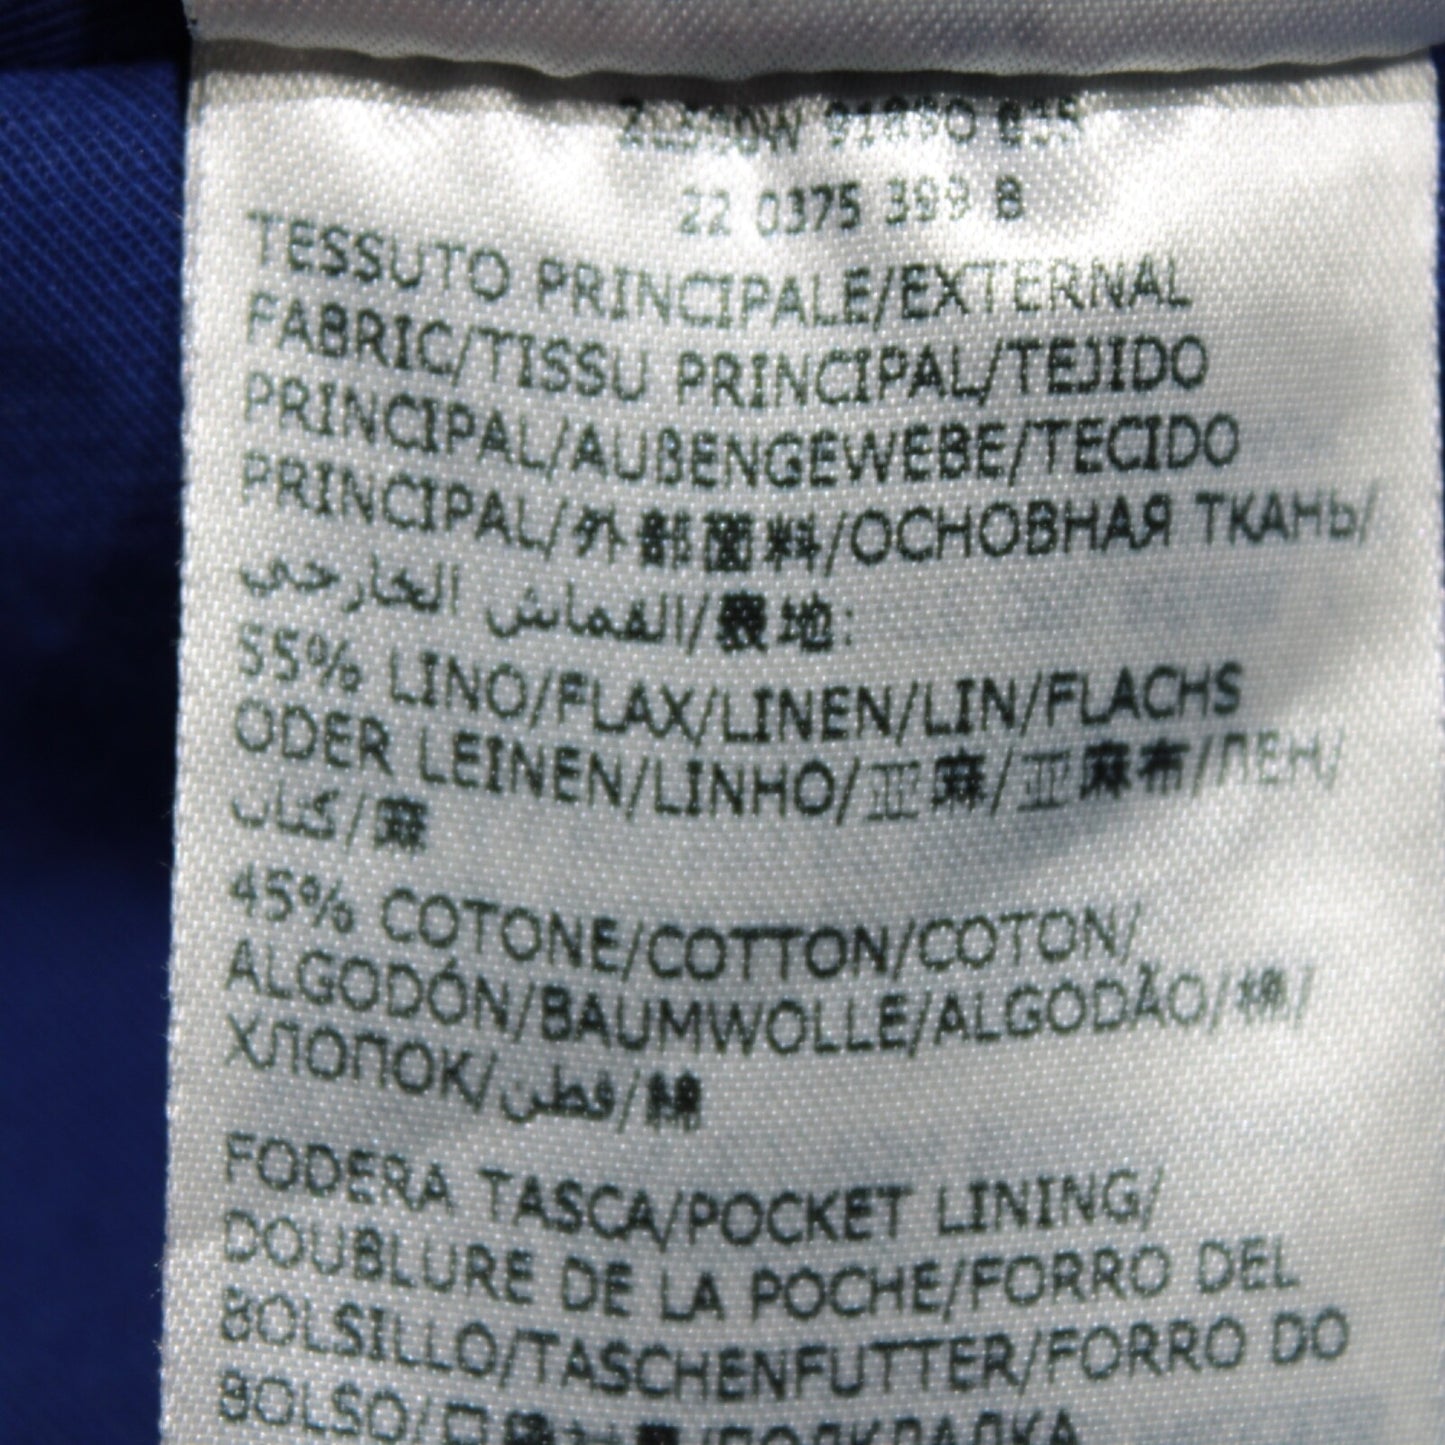 22 0375 399 8
TESSUTO PRINCIPALE/EXTERNAL
FABRIC/TISSU PRINCIPAL/TEJIDO
PRINCIPAL/AUßENGEWEBE/TECIDO
PRINCIPAL/外部面料/ОСНОВНАЯ ТКАНЬ/
القماش الخارجي/表地:
55% LINO/FLAX/LINEN/LIN/FLACHS
ODER LEINEN/LINHO/亚麻/亚麻布/ЛЕН/
كتان/麻
45% COTONE/COTTON/COTON/
ALGODÓN/BAUMWOLLE/ALGODÃO/棉/
ХЛОПОК/قطن/綿
FODERA TASCA/POCKET LINING/
DOUBLURE DE LA POCHE/FORRO DEL
BOLSILLO/TASCHENFUTTER/FORRO DO
BOLSO/